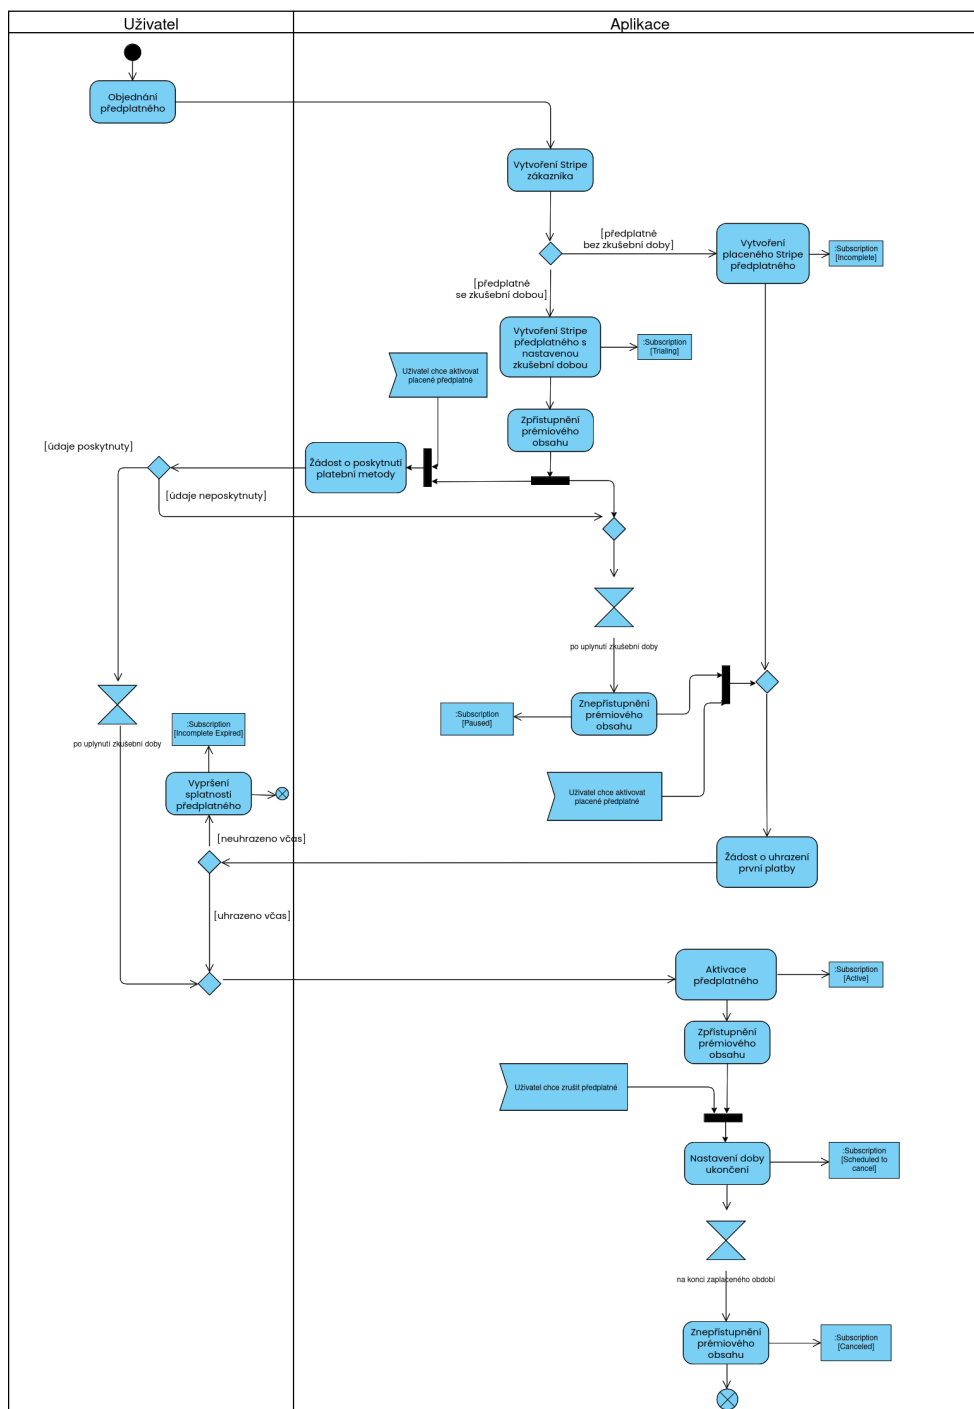 Uživatel
Aplikace
Objednání
předplatného
Vytvoření Stripe
zákazníka
[předplatné
bez zkušební doby]
Vytvoření
placeného Stripe
předplatného
:Subscription
[Incomplete]
[předplatné
se zkušební dobou]
Vytvoření Stripe
předplatného s
nastavenou
zkušební dobou
:Subscription
[Trialing]
Uživatel chce aktivovat
placené předplatné
Zpřístupnění
prémiového
obsahu
[údaje poskytnuty]
Žádost o poskytnutí
platební metody
[údaje neposkytnuty]
po uplynutí zkušební doby
Znepřístupnění
prémiového
obsahu
:Subscription
[Paused]
:Subscription
[Incomplete Expired]
po uplynutí zkušební doby
Vypršení
splatnosti
předplatného
Uživatel chce aktivovat
placené předplatné
[neuhrazeno včas]
Žádost o uhrazení
první platby
[uhrazeno včas]
Aktivace
předplatného
:Subscription
[Active]
Zpřístupnění
prémiového
obsahu
Uživatel chce zrušit předplatné
Nastavení doby
ukončení
:Subscription
[Scheduled to
cancel]
na konci zaplaceného období
Znepřístupnění
prémiového
obsahu
:Subscription
[Canceled]